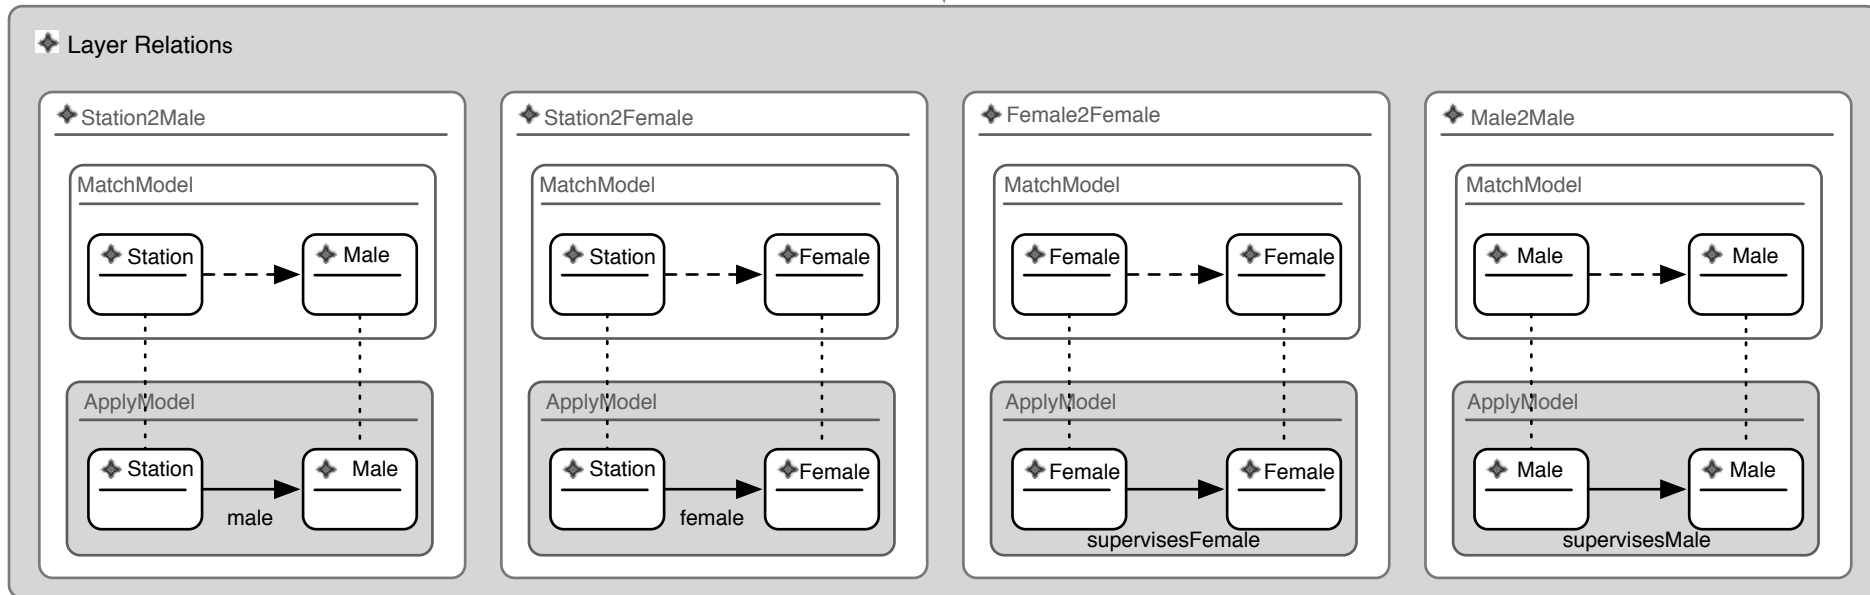 Layer Relations
Station2Male
MatchModel
Station
Male
ApplyModel
Station
Male
male
Station2Female
MatchModel
Station
Female
ApplyModel
Station
Female
female
Female2Female
MatchModel
Female
Female
ApplyModel
Female
Female
supervisesFemale
Male2Male
MatchModel
Male
Male
ApplyModel
Male
Male
supervisesMale